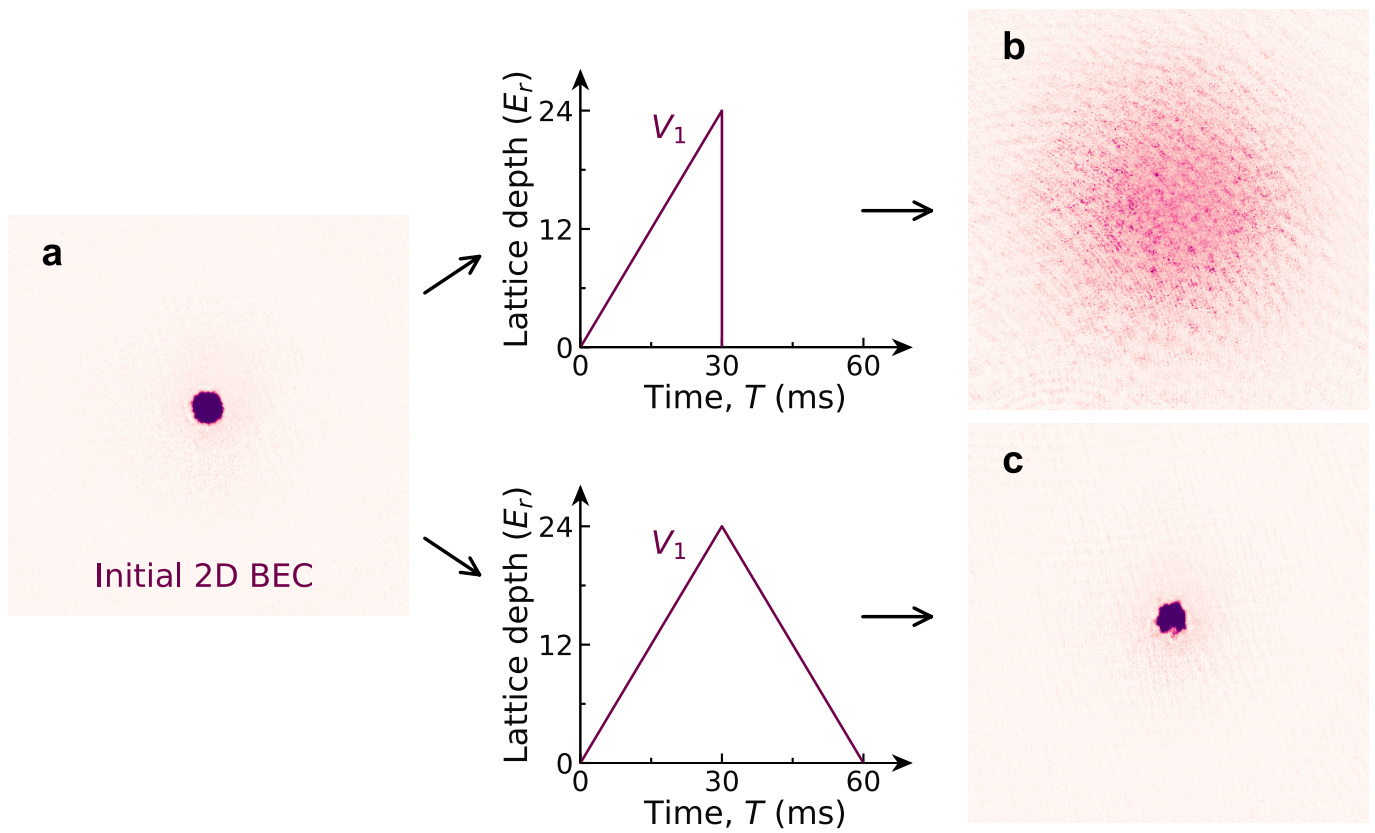 a
Initial 2D BEC
Lattice depth (Eᵣ)
24
12
0
V₁
0 30 60
Time, T (ms)
b
Lattice depth (Eᵣ)
24
12
0
V₁
0 30 60
Time, T (ms)
c